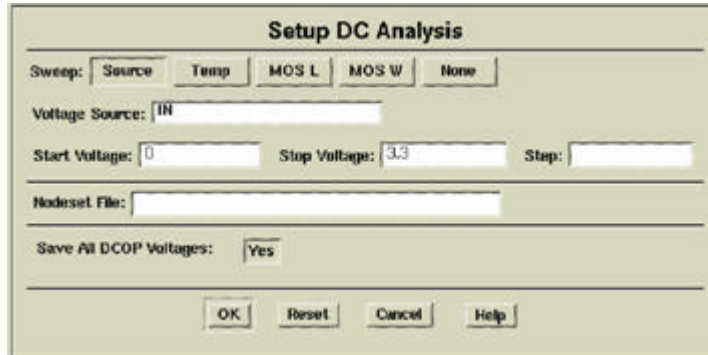 Setup DC Analysis
Sweep: Source Temp MOS L MOS W None
Voltage Source: IN
Start Voltage: 0 Stop Voltage: 3.3 Step:
Nodeset File:
Save All DCOP Voltages: Yes
OK Reset Cancel Help